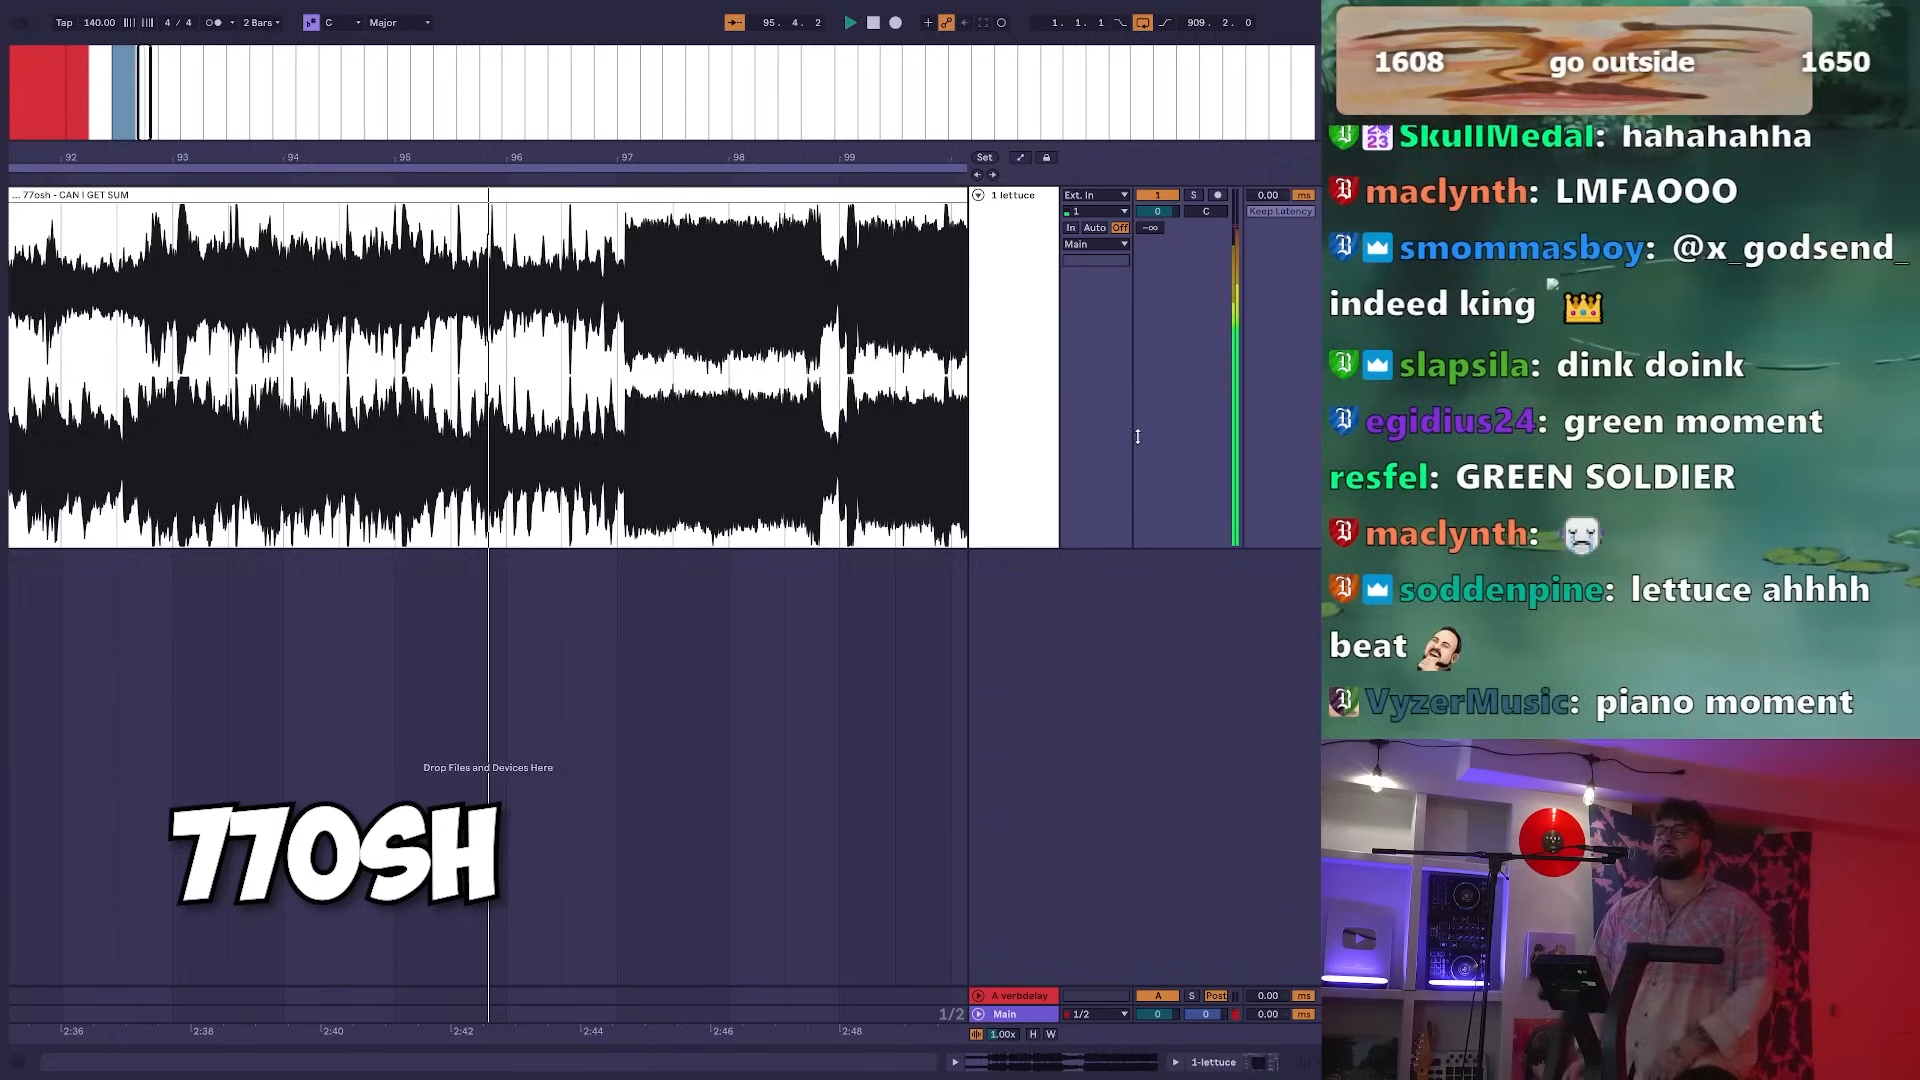 Tap 140.00 4 / 4 2 Bars C Major 95. 4. 2 1. 1. 1 909. 2. 0
92 93 94 95 96 97 98 99 Set
... 77osh - CAN I GET SUM
1 lettuce
Ext. In 1 S 0.00 ms
1 0 C Keep Latency
In Auto Off -∞
Main
Drop Files and Devices Here
77OSH
A verbdelay A S Post 0.00 ms
1/2 Main 1/2 0 0 0.00 ms
2:36 2:38 2:40 2:42 2:44 2:46 2:48
1.00x H W
1-lettuce
1608 go outside 1650
SkullMedal: hahahahha
maclynth: LMFAOOO
smommasboy: @x_godsend_
indeed king
slapsila: dink doink
egidius24: green moment
resfel: GREEN SOLDIER
maclynth:
soddenpine: lettuce ahhhh
beat
VyzerMusic: piano moment